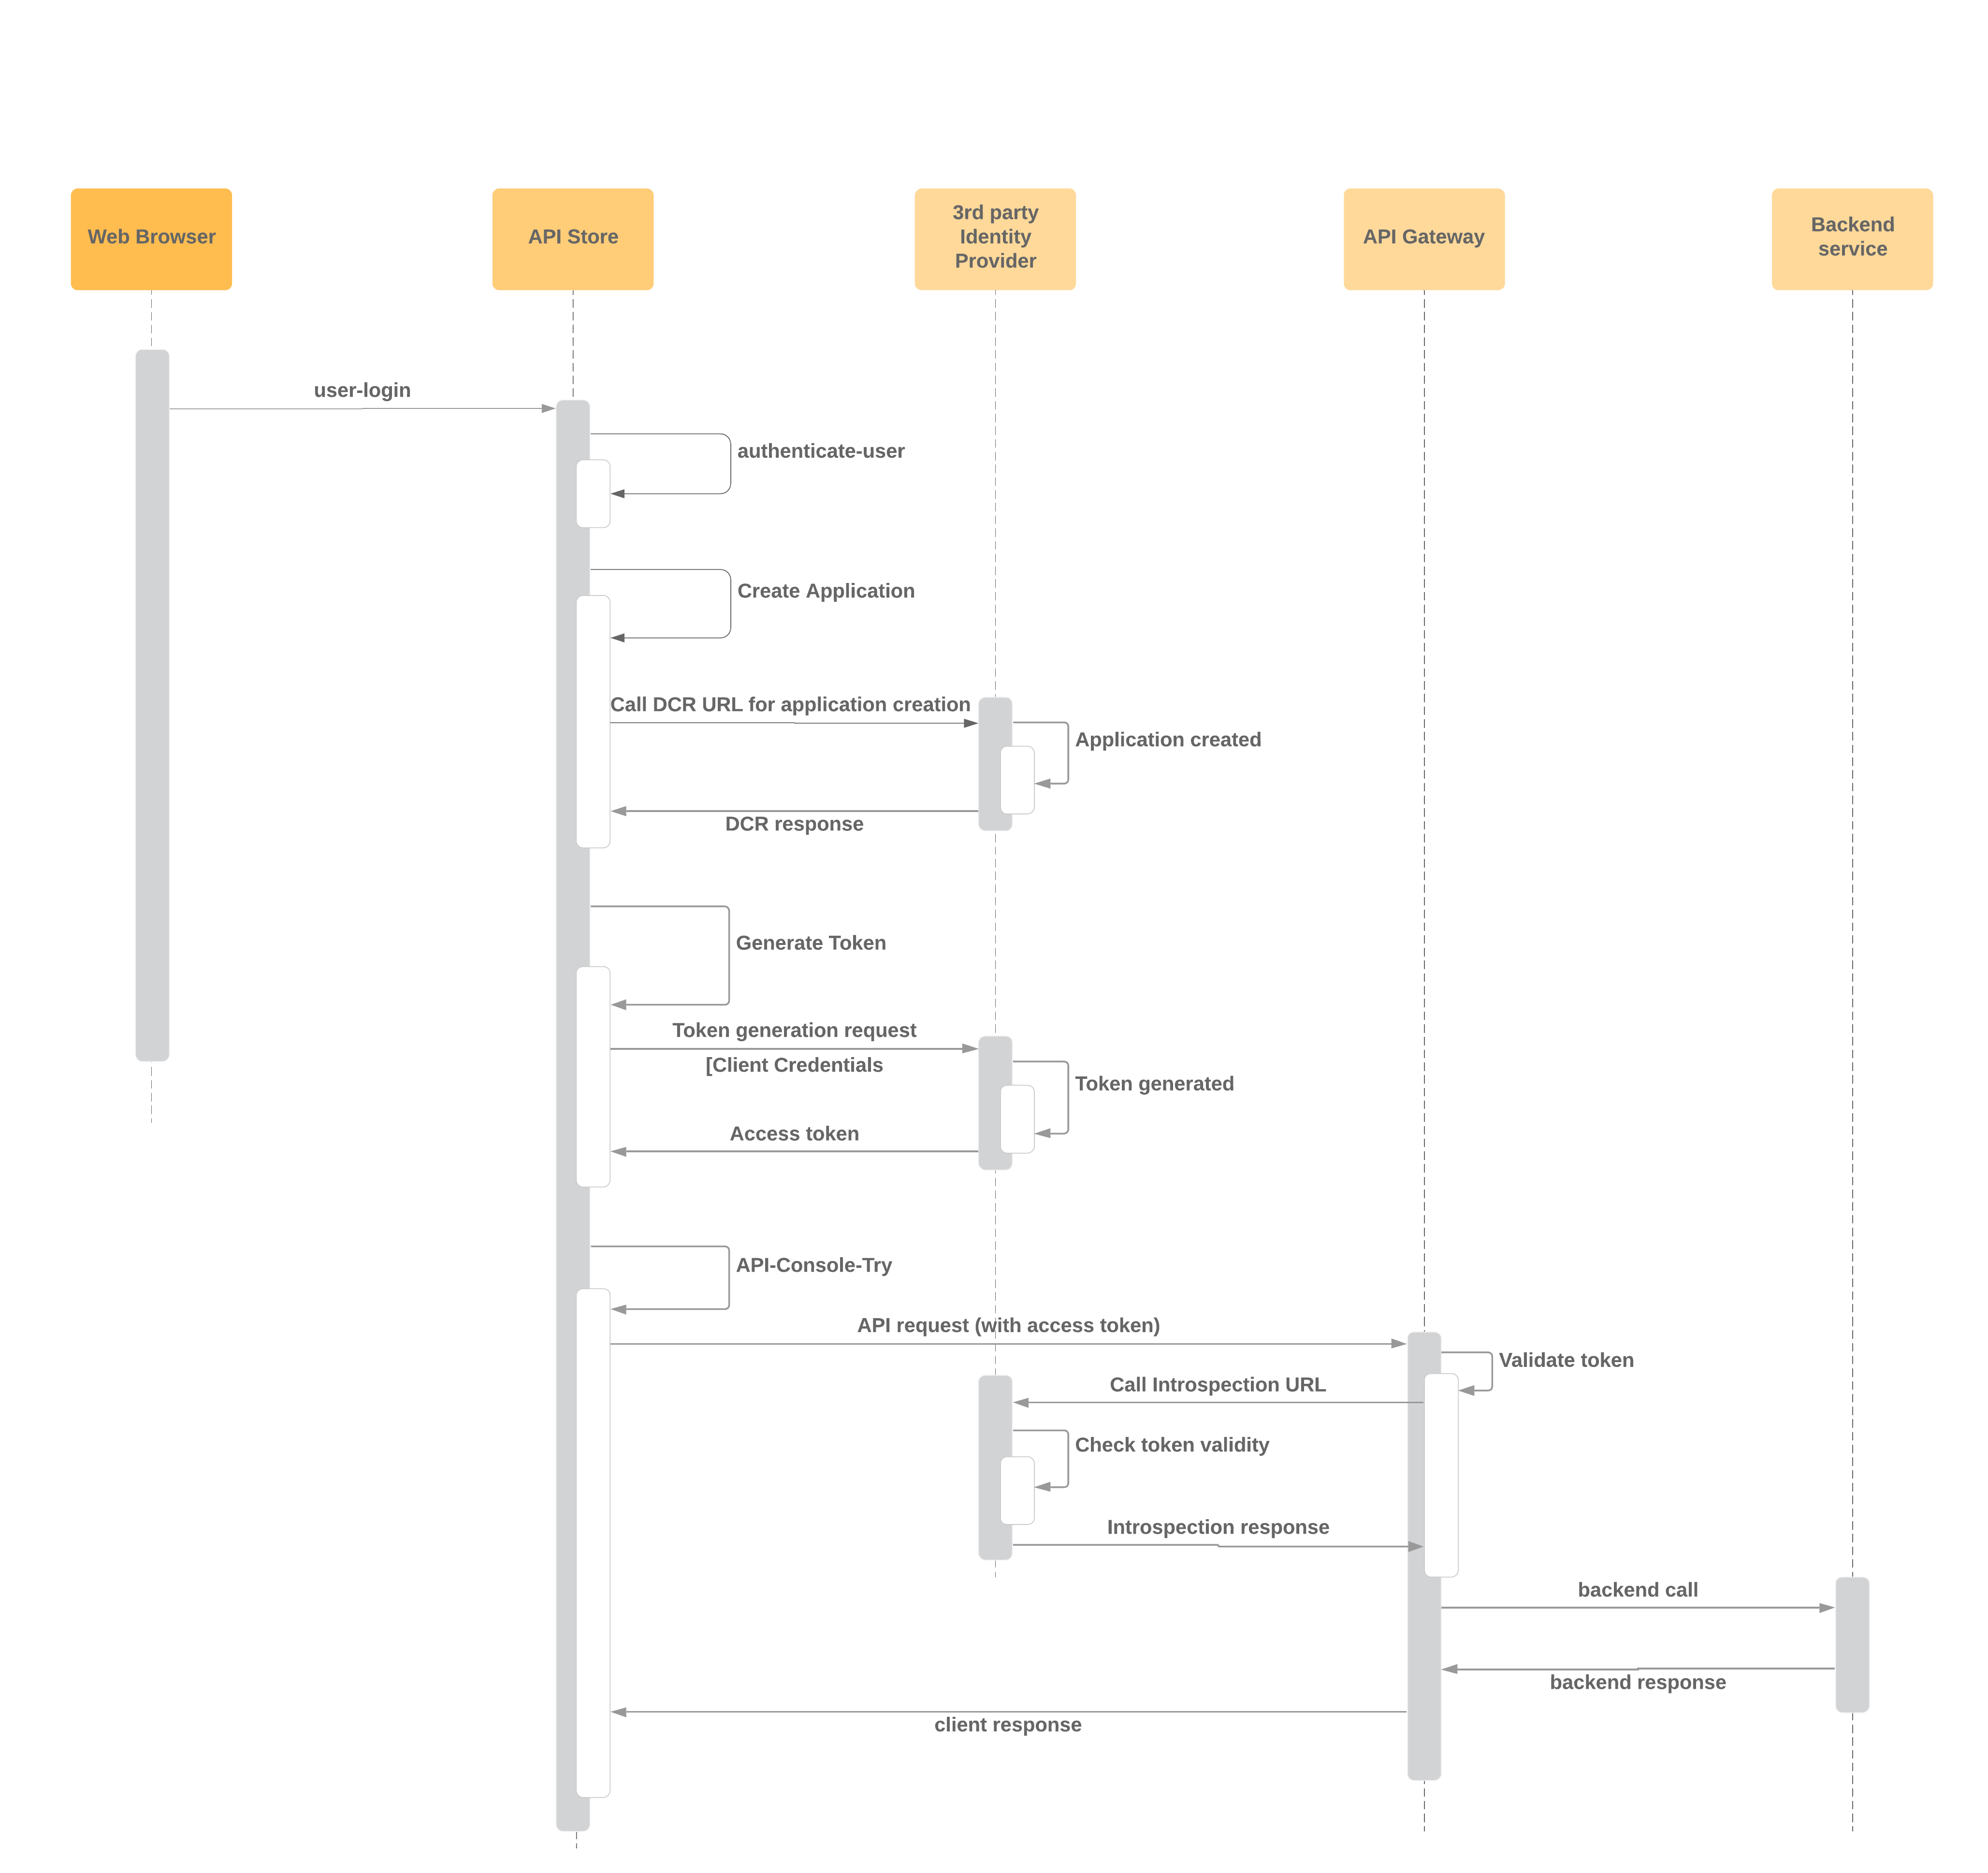 Web Browser
API Store
3rd party
Identity
Provider
API Gateway
Backend
service
user-login
authenticate-user
Create Application
Call DCR URL for application creation
Application created
DCR response
Generate Token
Token generation request
[Client Credentials
Token generated
Access token
API-Console-Try
API request (with access token)
Validate token
Call Introspection URL
Check token validity
Introspection response
backend call
backend response
client response